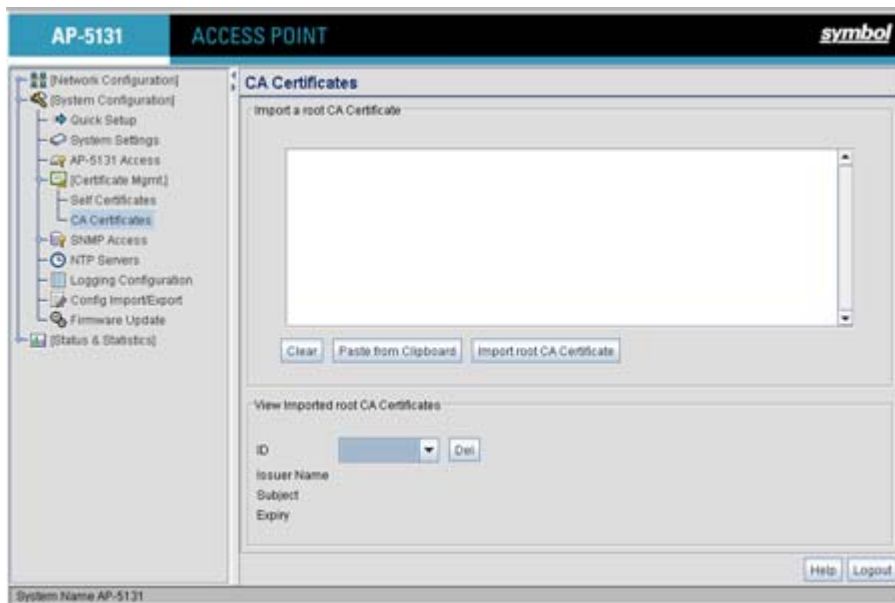 AP-5131
ACCESS POINT
symbol
[Network Configuration]
[System Configuration]
Quick Setup
System Settings
AP-5131 Access
[Certificate Mgmt.]
Self Certificates
CA Certificates
SNMP Access
NTP Servers
Logging Configuration
Config Import/Export
Firmware Update
[Status & Statistics]
CA Certificates
Import a root CA Certificate
Clear
Paste from Clipboard
Import root CA Certificate
View Imported root CA Certificates
ID
Del
Issuer Name
Subject
Expiry
Help
Logout
System Name AP-5131